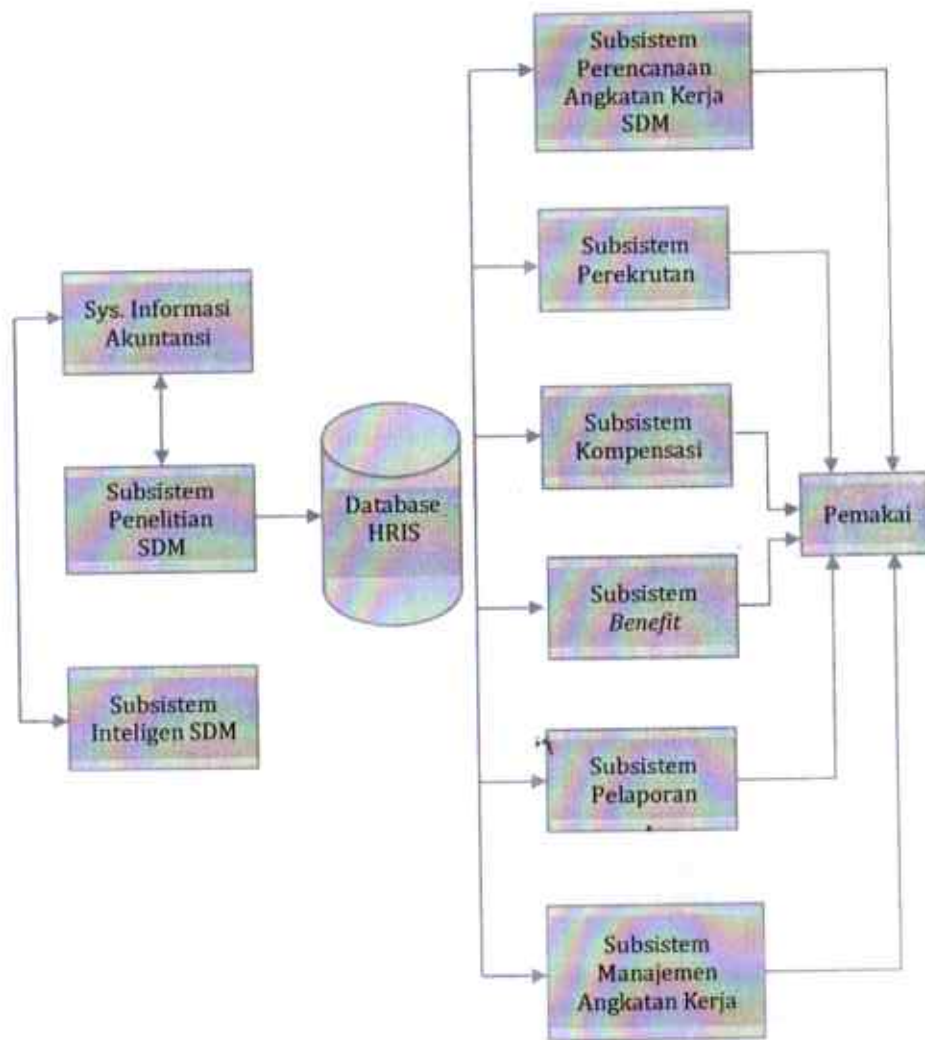 Subsistem
Perencanaan
Angkatan Kerja
SDM
Subsistem
Perekrutan
Sys. Informasi
Akuntansi
Subsistem
Kompensasi
Subsistem
Penelitian
SDM
Database
HRIS
Pemakai
Subsistem
Benefit
Subsistem
Inteligen SDM
Subsistem
Pelaporan
Subsistem
Manajemen
Angkatan Kerja